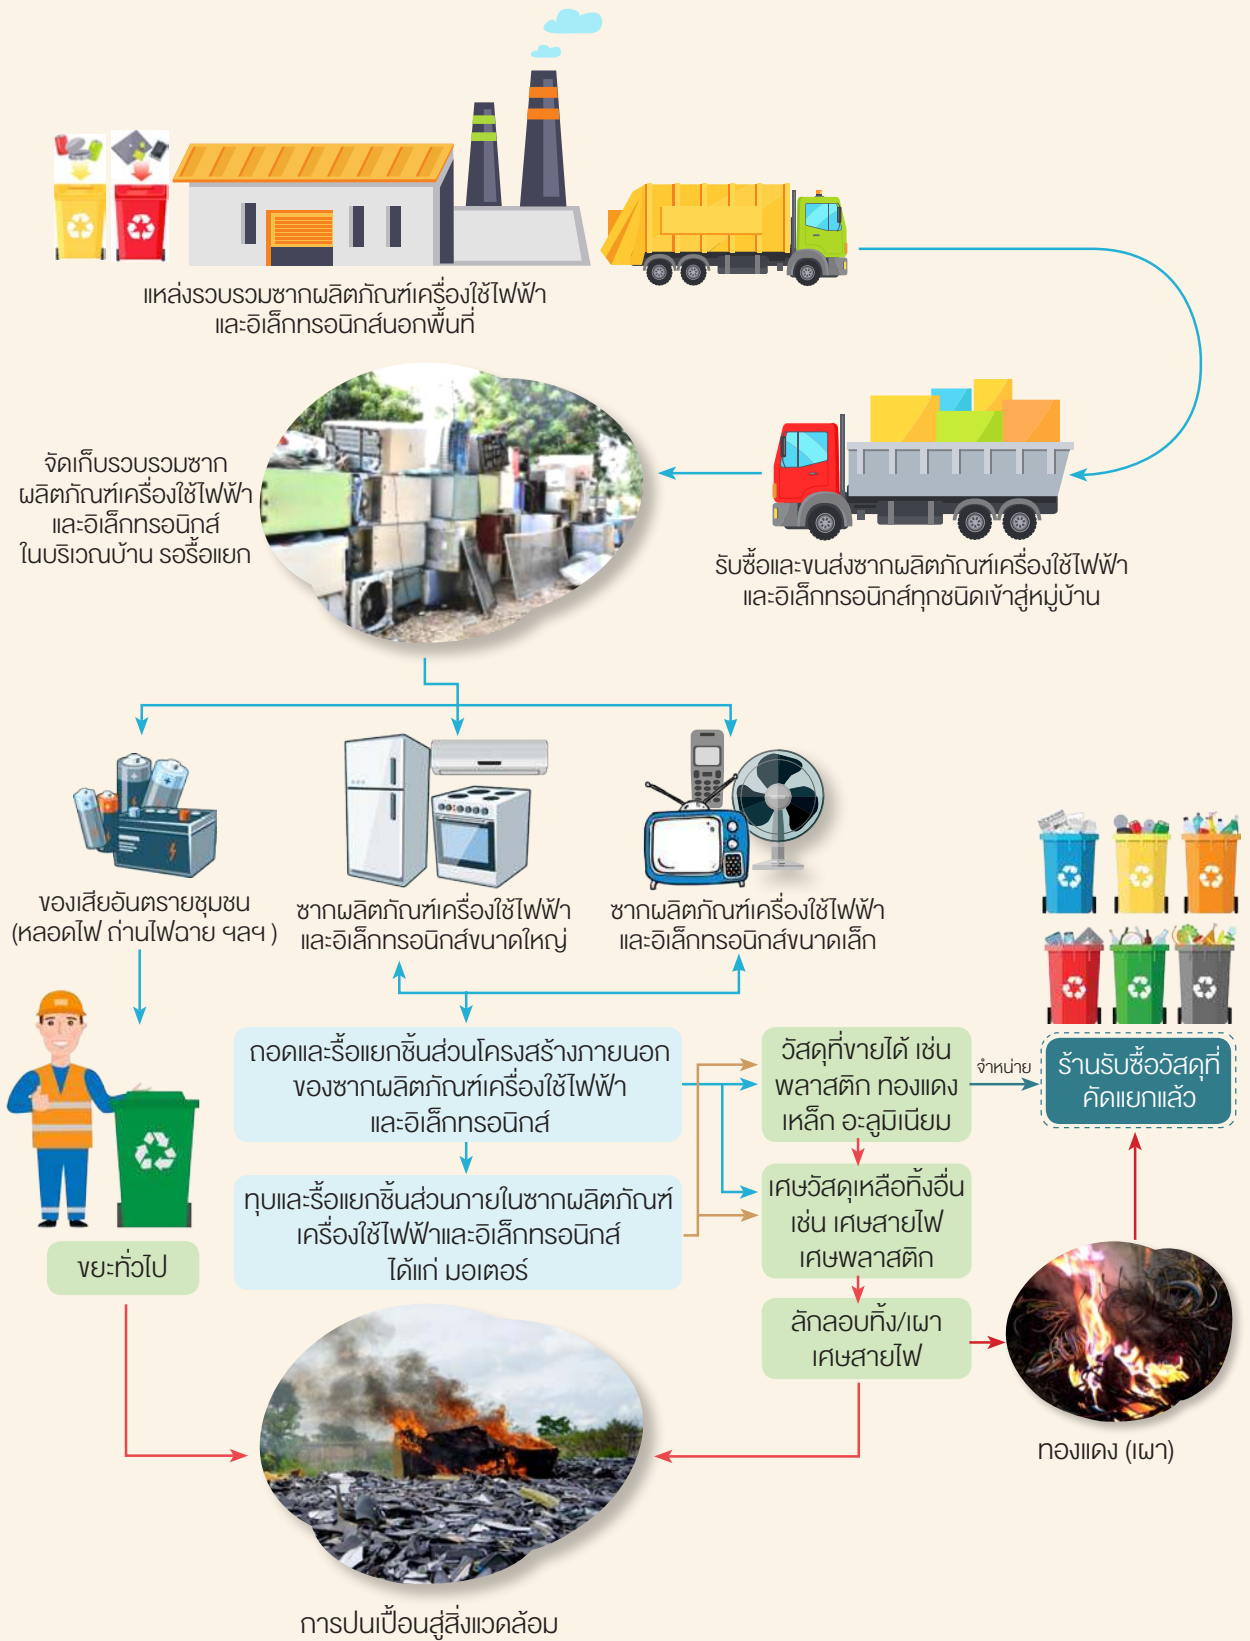 แหล่งรวบรวมซากผลิตภัณฑ์เครื่องใช้ไฟฟ้า
และอิเล็กทรอนิกส์นอกพื้นที่
จัดเก็บรวบรวมซาก
ผลิตภัณฑ์เครื่องใช้ไฟฟ้า
และอิเล็กทรอนิกส์
ในบริเวณบ้าน รอรื้อแยก
รับซื้อและขนส่งซากผลิตภัณฑ์เครื่องใช้ไฟฟ้า
และอิเล็กทรอนิกส์ทุกชนิดเข้าสู่หมู่บ้าน
ของเสียอันตรายชุมชน
(หลอดไฟ ถ่านไฟฉาย ฯลฯ )
ซากผลิตภัณฑ์เครื่องใช้ไฟฟ้า
และอิเล็กทรอนิกส์ขนาดใหญ่
ซากผลิตภัณฑ์เครื่องใช้ไฟฟ้า
และอิเล็กทรอนิกส์ขนาดเล็ก
ถอดและรื้อแยกชิ้นส่วนโครงสร้างภายนอก
ของซากผลิตภัณฑ์เครื่องใช้ไฟฟ้า
และอิเล็กทรอนิกส์
วัสดุที่ขายได้ เช่น
พลาสติก ทองแดง
เหล็ก อะลูมิเนียม
จำหน่าย
ร้านรับซื้อวัสดุที่
คัดแยกแล้ว
ทุบและรื้อแยกชิ้นส่วนภายในซากผลิตภัณฑ์
เครื่องใช้ไฟฟ้าและอิเล็กทรอนิกส์
ได้แก่ มอเตอร์
เศษวัสดุเหลือทิ้งอื่น
เช่น เศษสายไฟ
เศษพลาสติก
ขยะทั่วไป
ลักลอบทิ้ง/เผา
เศษสายไฟ
ทองแดง (เผา)
การปนเปื้อนสู่สิ่งแวดล้อม